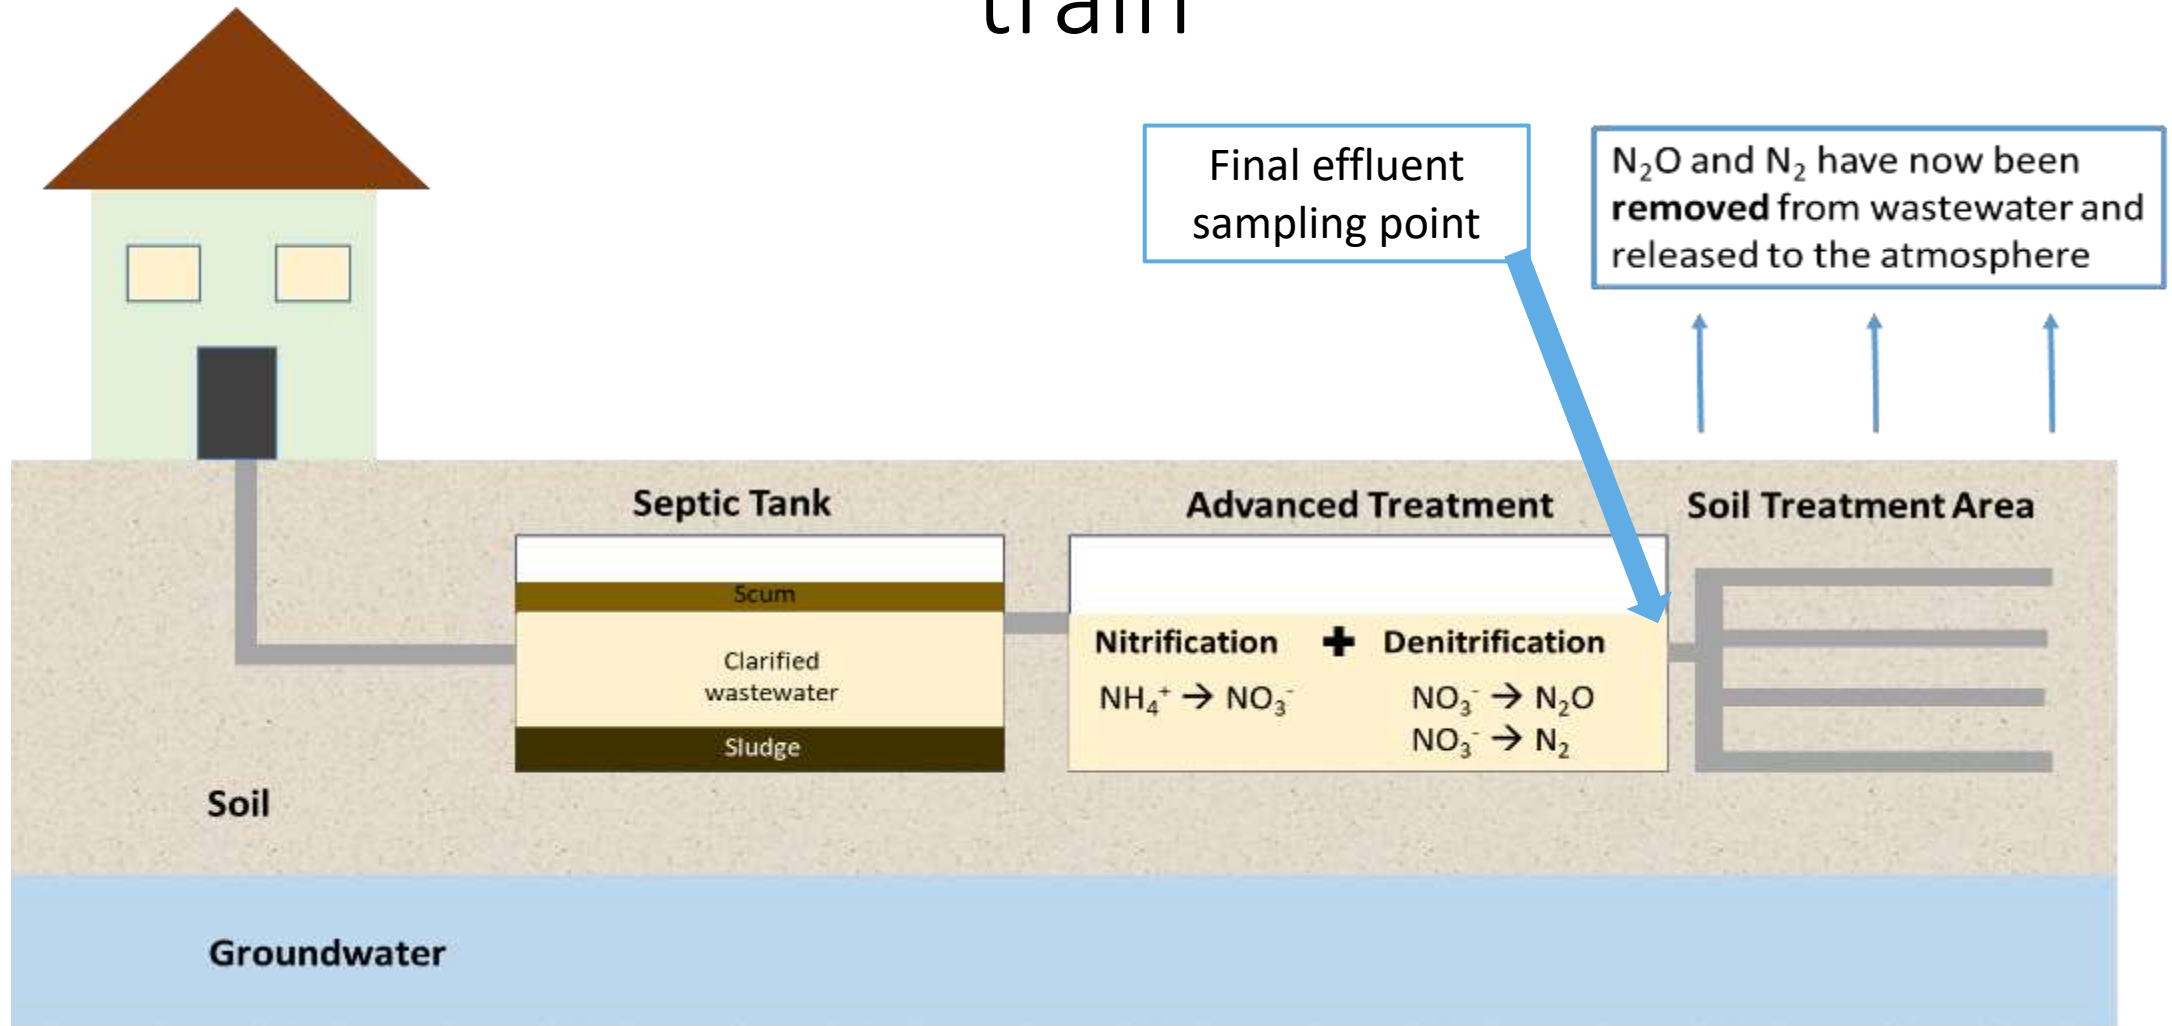 train
Final effluent
sampling point
N₂O and N₂ have now been
removed from wastewater and
released to the atmosphere
Septic Tank
Advanced Treatment
Soil Treatment Area
Scum
Clarified
wastewater
Sludge
Nitrification + Denitrification
NH₄⁺ → NO₃⁻
NO₃⁻ → N₂O
NO₃⁻ → N₂
Soil
Groundwater